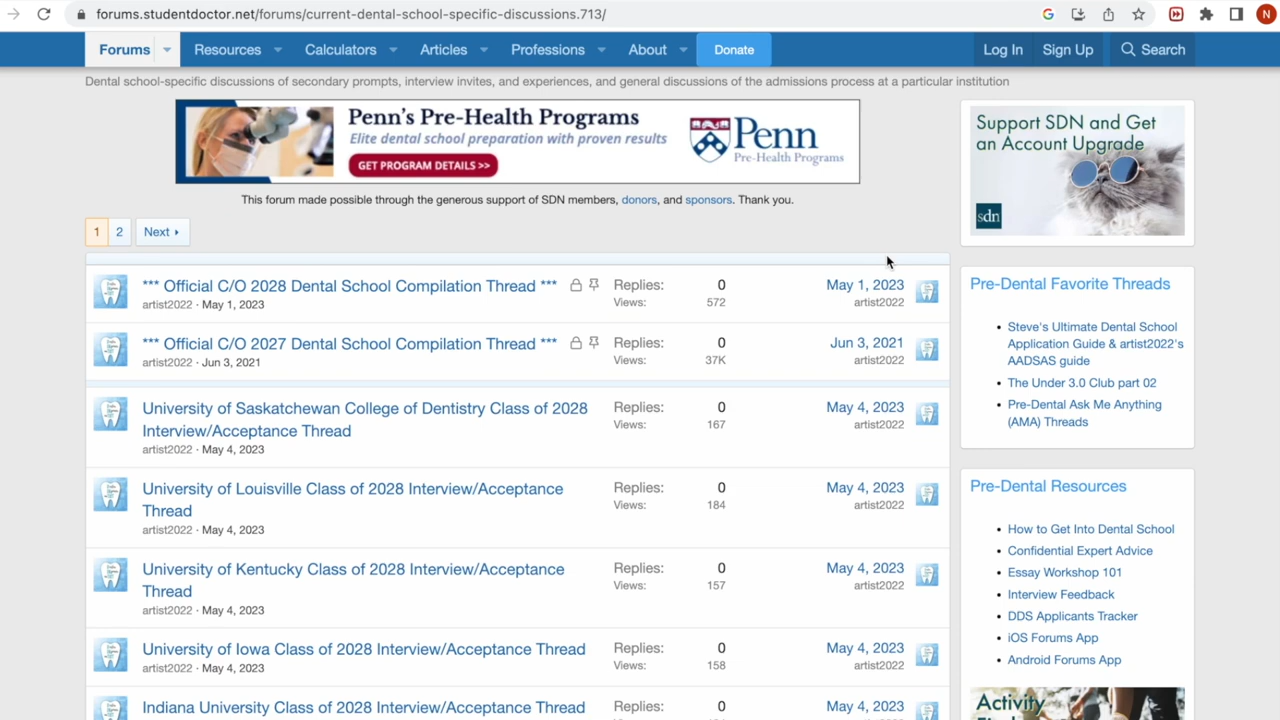 forums.studentdoctor.net/forums/current-dental-school-specific-discussions.713/
N
Forums Resources Calculators Articles Professions About Donate Log In Sign Up Search
Dental school-specific discussions of secondary prompts, interview invites, and experiences, and general discussions of the admissions process at a particular institution
Penn's Pre-Health Programs
Elite dental school preparation with proven results
GET PROGRAM DETAILS >>
Penn
Pre-Health Programs
Support SDN and Get
an Account Upgrade
sdn
This forum made possible through the generous support of SDN members, donors, and sponsors. Thank you.
1 2 Next
*** Official C/O 2028 Dental School Compilation Thread *** Replies: 0 May 1, 2023
artist2022 · May 1, 2023 Views: 572 artist2022
*** Official C/O 2027 Dental School Compilation Thread *** Replies: 0 Jun 3, 2021
artist2022 · Jun 3, 2021 Views: 37K artist2022
University of Saskatchewan College of Dentistry Class of 2028 Replies: 0 May 4, 2023
Interview/Acceptance Thread Views: 167 artist2022
artist2022 · May 4, 2023
University of Louisville Class of 2028 Interview/Acceptance Replies: 0 May 4, 2023
Thread Views: 184 artist2022
artist2022 · May 4, 2023
University of Kentucky Class of 2028 Interview/Acceptance Replies: 0 May 4, 2023
Thread Views: 157 artist2022
artist2022 · May 4, 2023
University of Iowa Class of 2028 Interview/Acceptance Thread Replies: 0 May 4, 2023
artist2022 · May 4, 2023 Views: 158 artist2022
Indiana University Class of 2028 Interview/Acceptance Thread Replies: 0 May 4, 2023
Pre-Dental Favorite Threads
• Steve's Ultimate Dental School
Application Guide & artist2022's
AADSAS guide
• The Under 3.0 Club part 02
• Pre-Dental Ask Me Anything
(AMA) Threads
Pre-Dental Resources
• How to Get Into Dental School
• Confidential Expert Advice
• Essay Workshop 101
• Interview Feedback
• DDS Applicants Tracker
• iOS Forums App
• Android Forums App
Activity